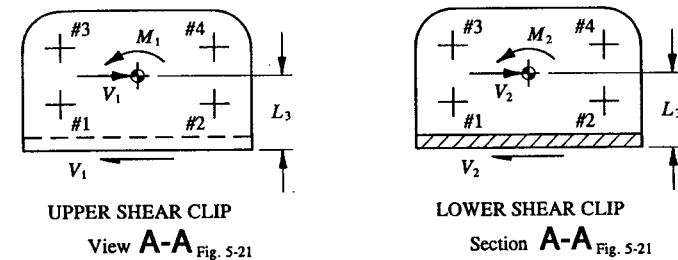 #3 #4
M₁
V₁
#1 #2
L₃
V₁
UPPER SHEAR CLIP
View A-A Fig. 5-21
#3 #4
M₂
V₂
#1 #2
V₂
LOWER SHEAR CLIP
Section A-A Fig. 5-21